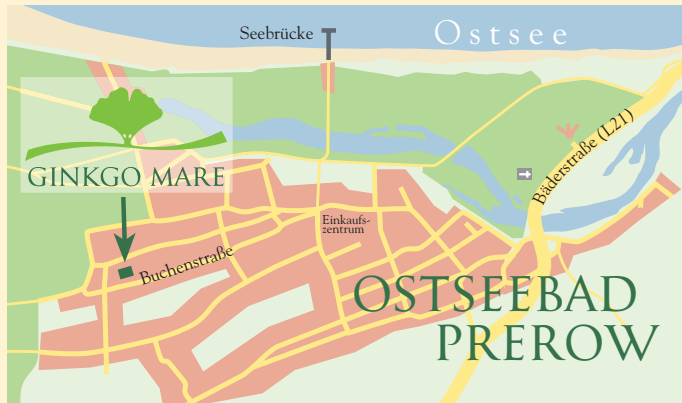 Seebrücke
Ostsee
GINKGO MARE
Bäderstraße (L21)
Einkaufs-
zentrum
Buchenstraße
OSTSEEBAD
PREROW